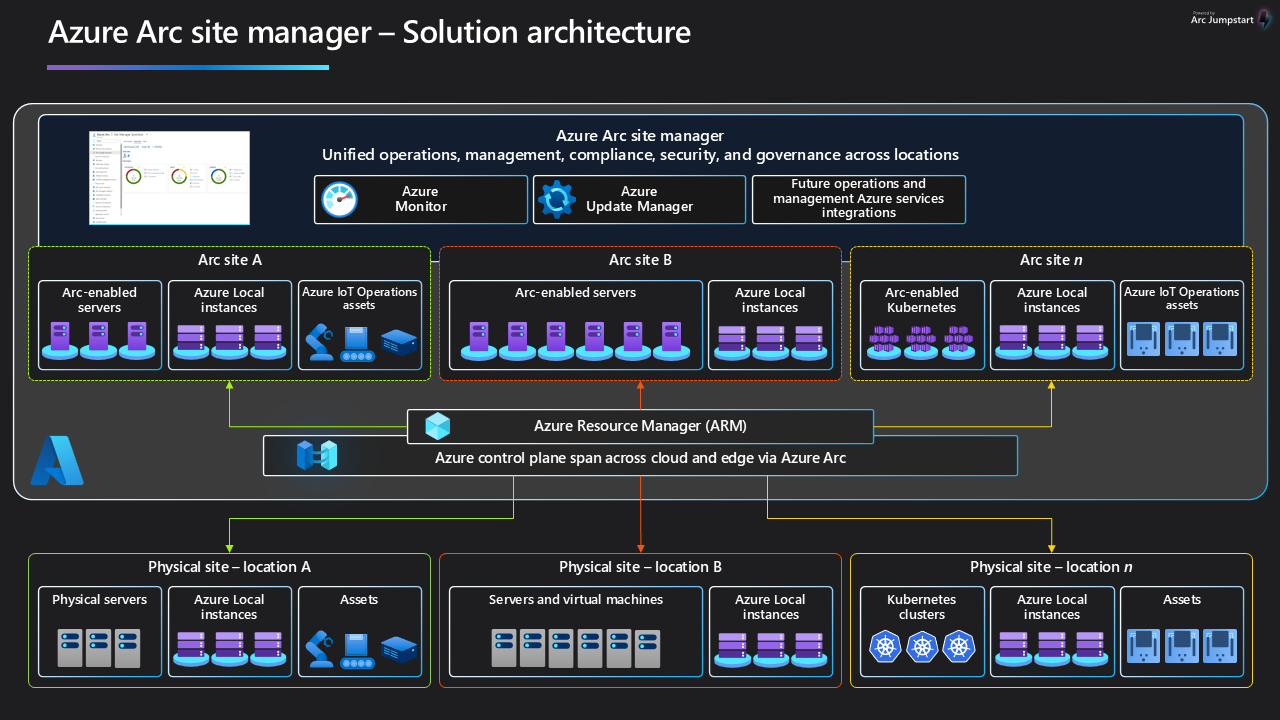 Azure Arc site manager – Solution architecture
Powered by
Arc Jumpstart
Azure Arc site manager
Unified operations, management, compliance, security and governance across locations
Azure
Monitor
Azure
Update Manager
Future operations and
management Azure services
integrations
Arc site A
Arc-enabled
servers
Azure Local
instances
Azure IoT Operations
assets
Arc site B
Arc-enabled servers
Azure Local
instances
Arc site n
Arc-enabled
Kubernetes
Azure Local
instances
Azure IoT Operations
assets
Azure Resource Manager (ARM)
Azure control plane span across cloud and edge via Azure Arc
Physical site – location A
Physical servers
Azure Local
instances
Assets
Physical site – location B
Servers and virtual machines
Azure Local
instances
Physical site – location n
Kubernetes
clusters
Azure Local
instances
Assets